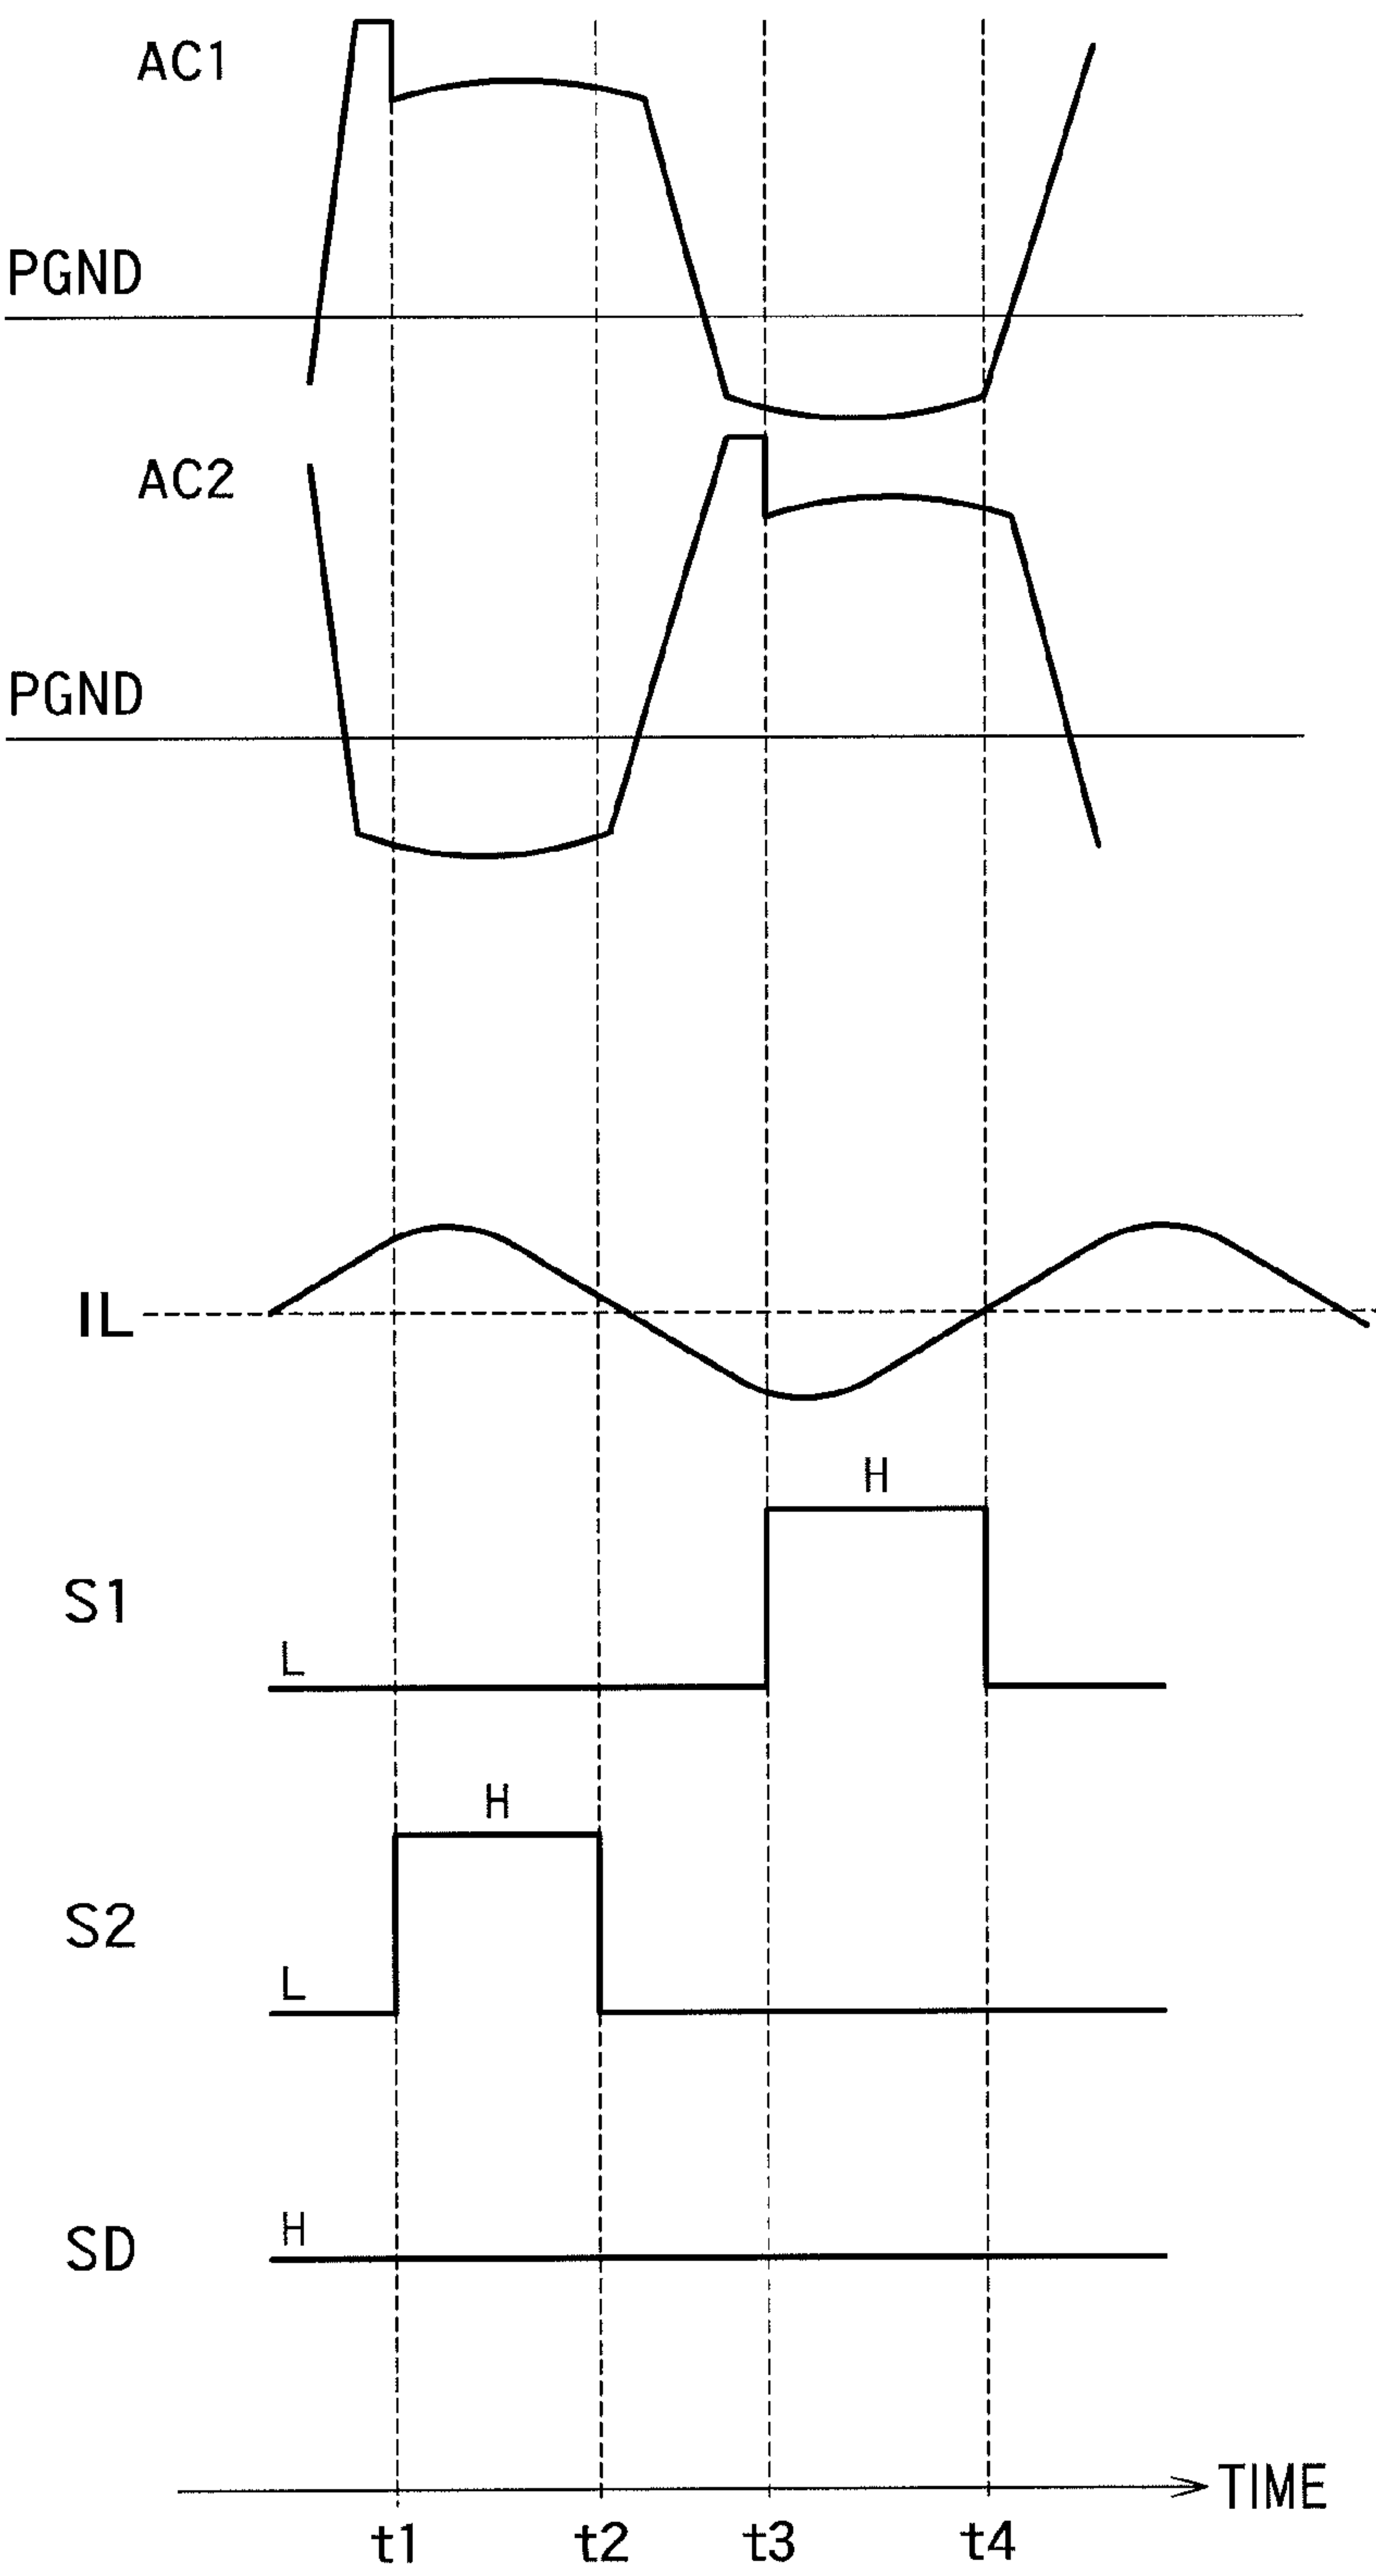 AC1
PGND
AC2
PGND
IL
H
S1
L
H
S2
L
H
SD
TIME
t1 t2 t3 t4